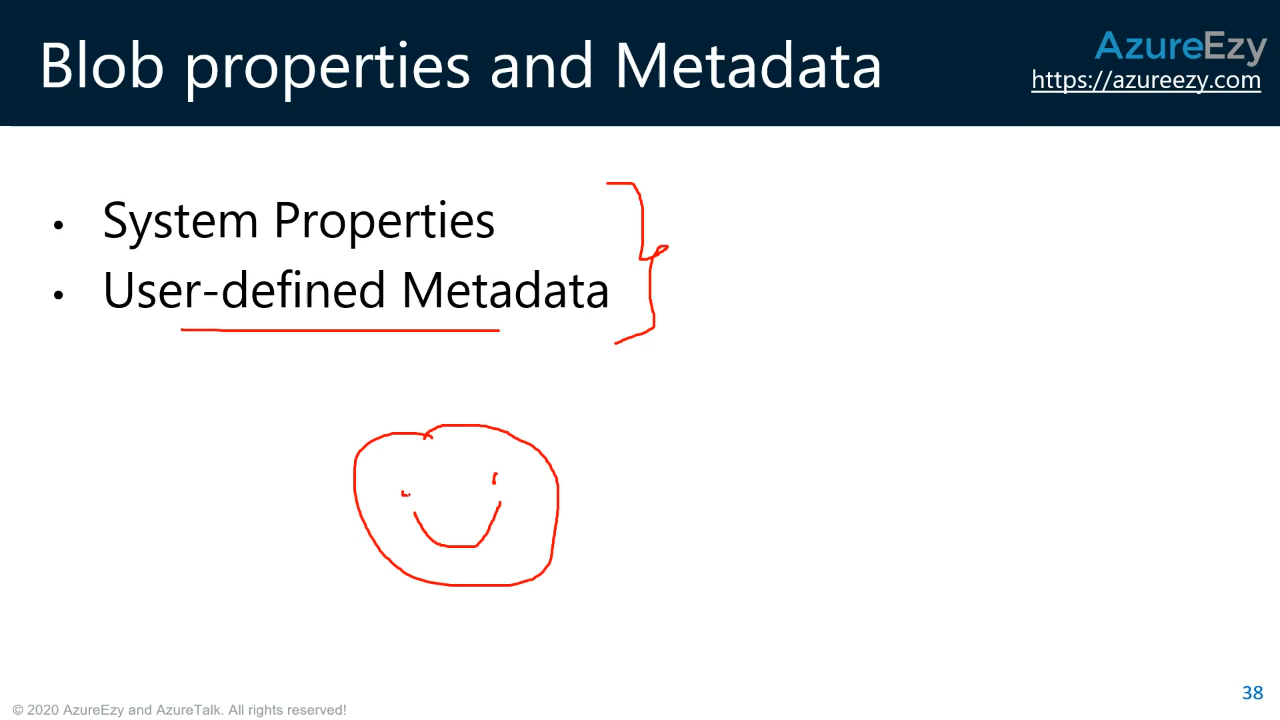 Blob properties and Metadata
AzureEzy
https://azureezy.com
• System Properties
• User-defined Metadata
© 2020 AzureEzy and AzureTalk. All rights reserved!
38